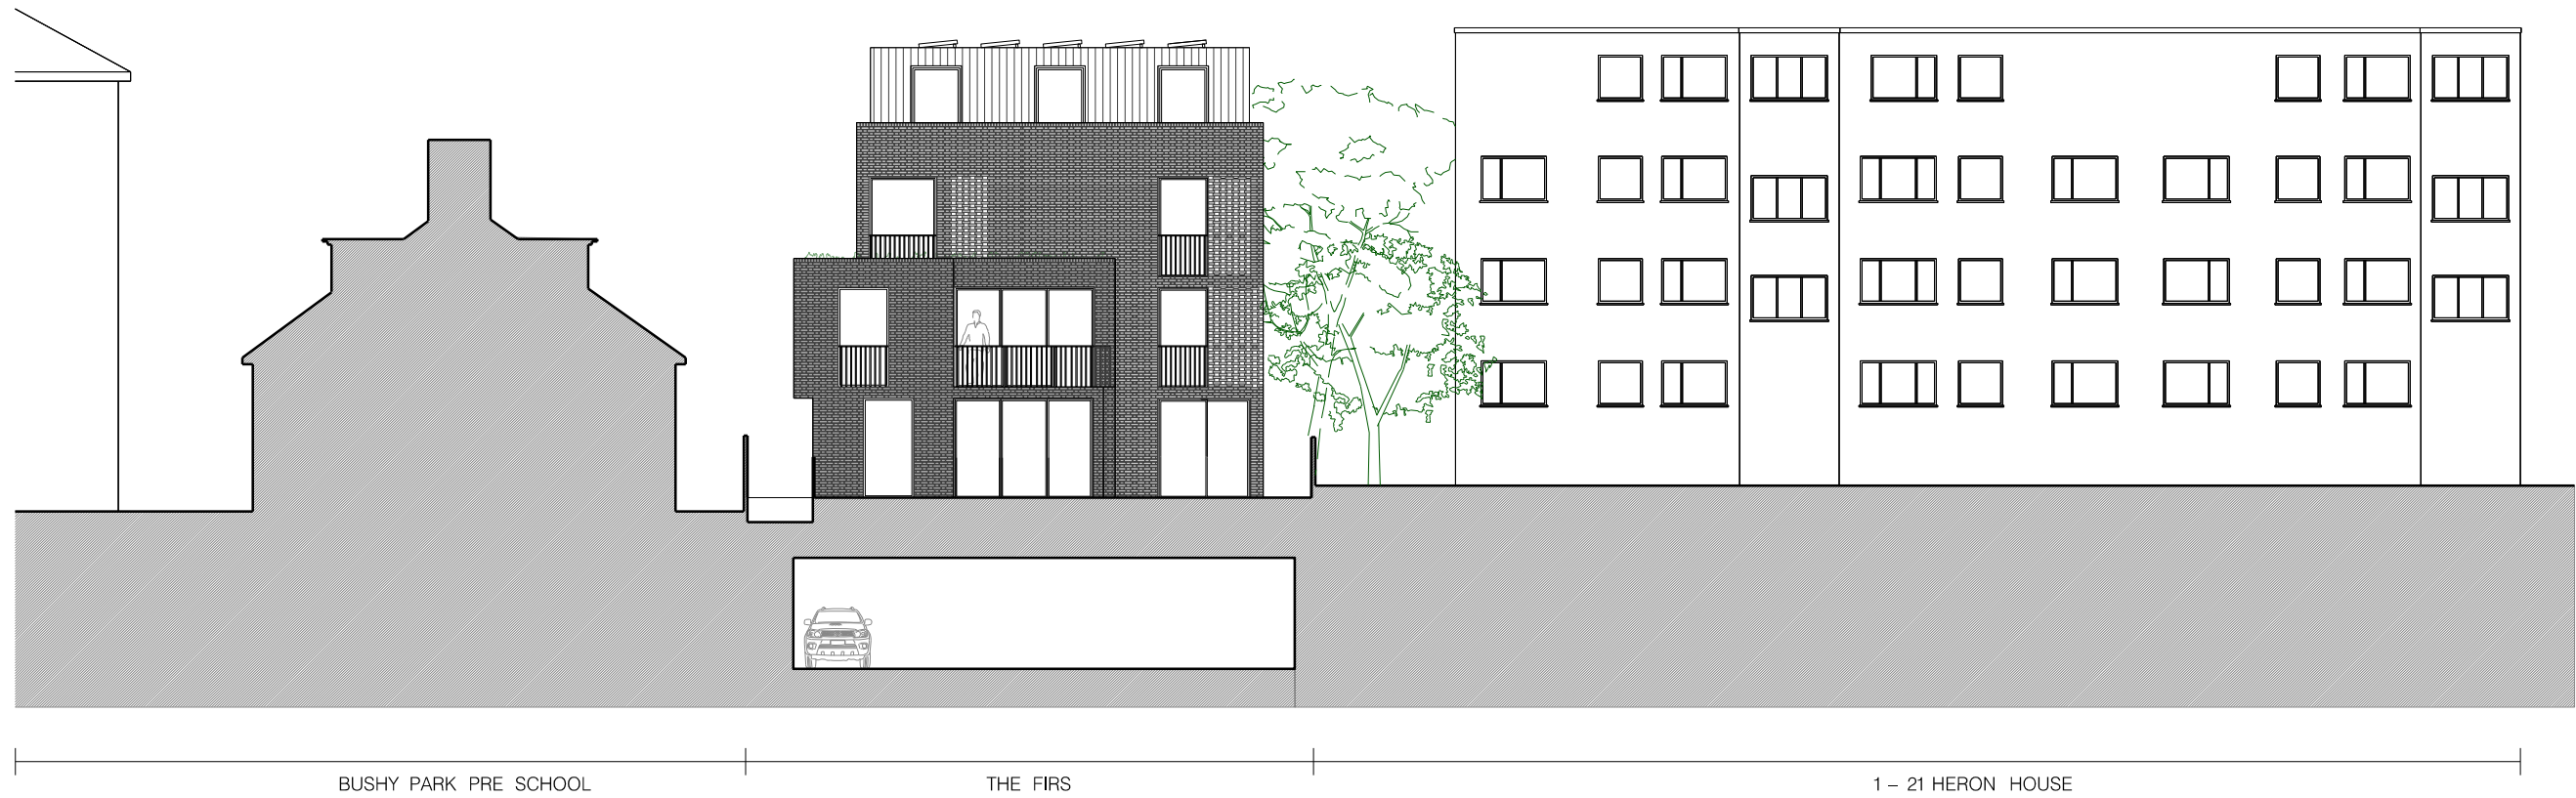 BUSHY PARK PRE SCHOOL
THE FIRS
1 – 21 HERON HOUSE